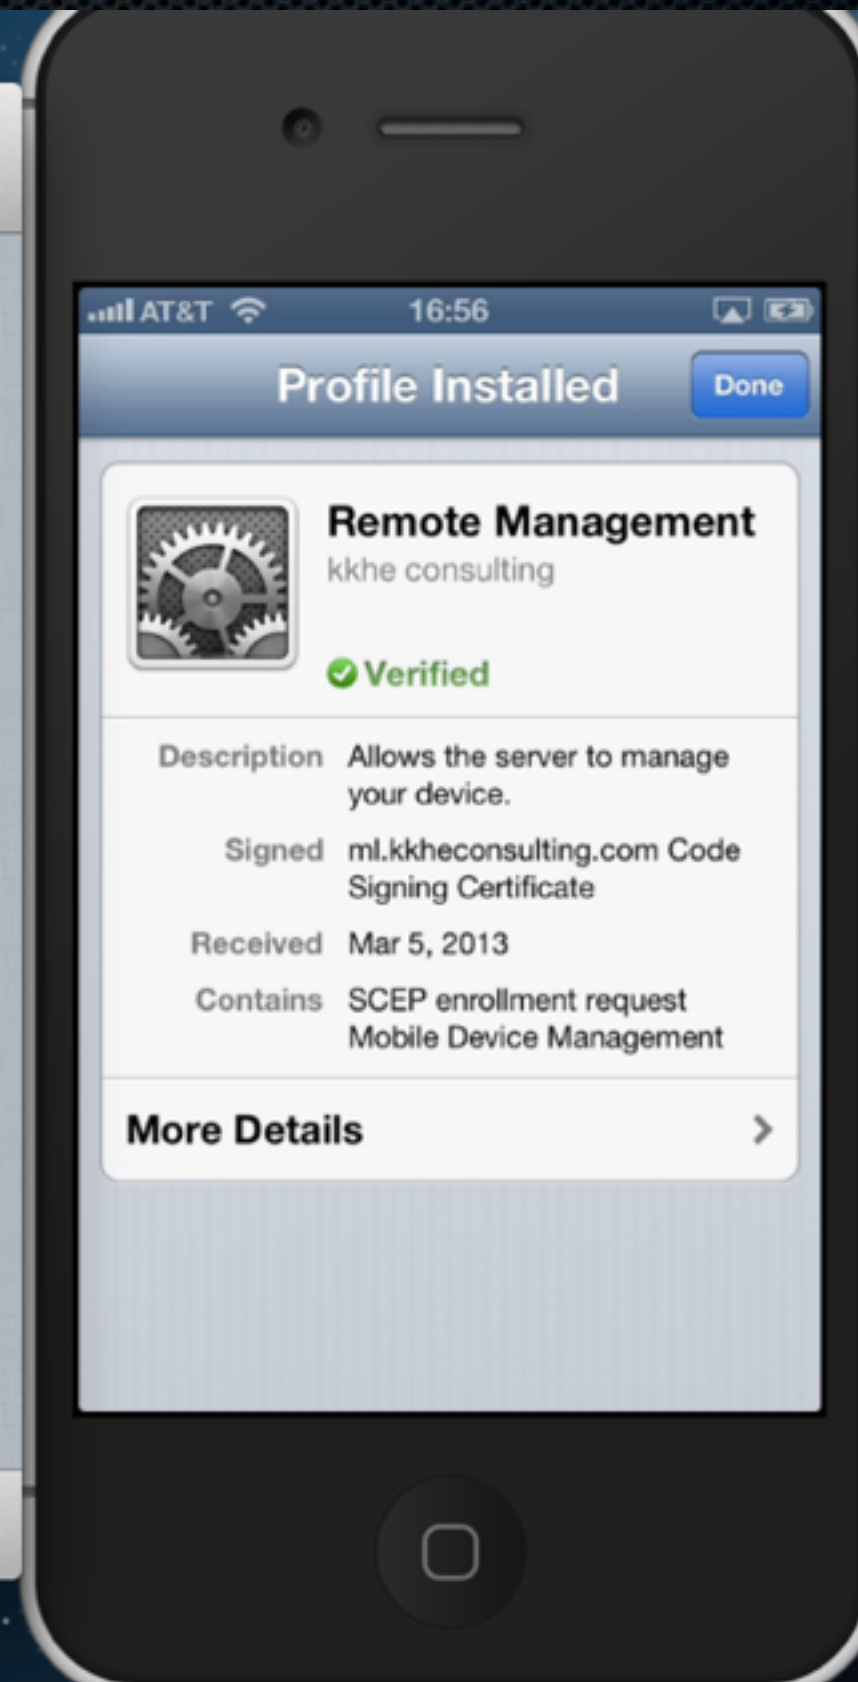 AT&T 16:56
Profile Installed Done
Remote Management
kkhe consulting
Verified
Description Allows the server to manage
your device.
Signed ml.kkheconsulting.com Code
Signing Certificate
Received Mar 5, 2013
Contains SCEP enrollment request
Mobile Device Management
More Details